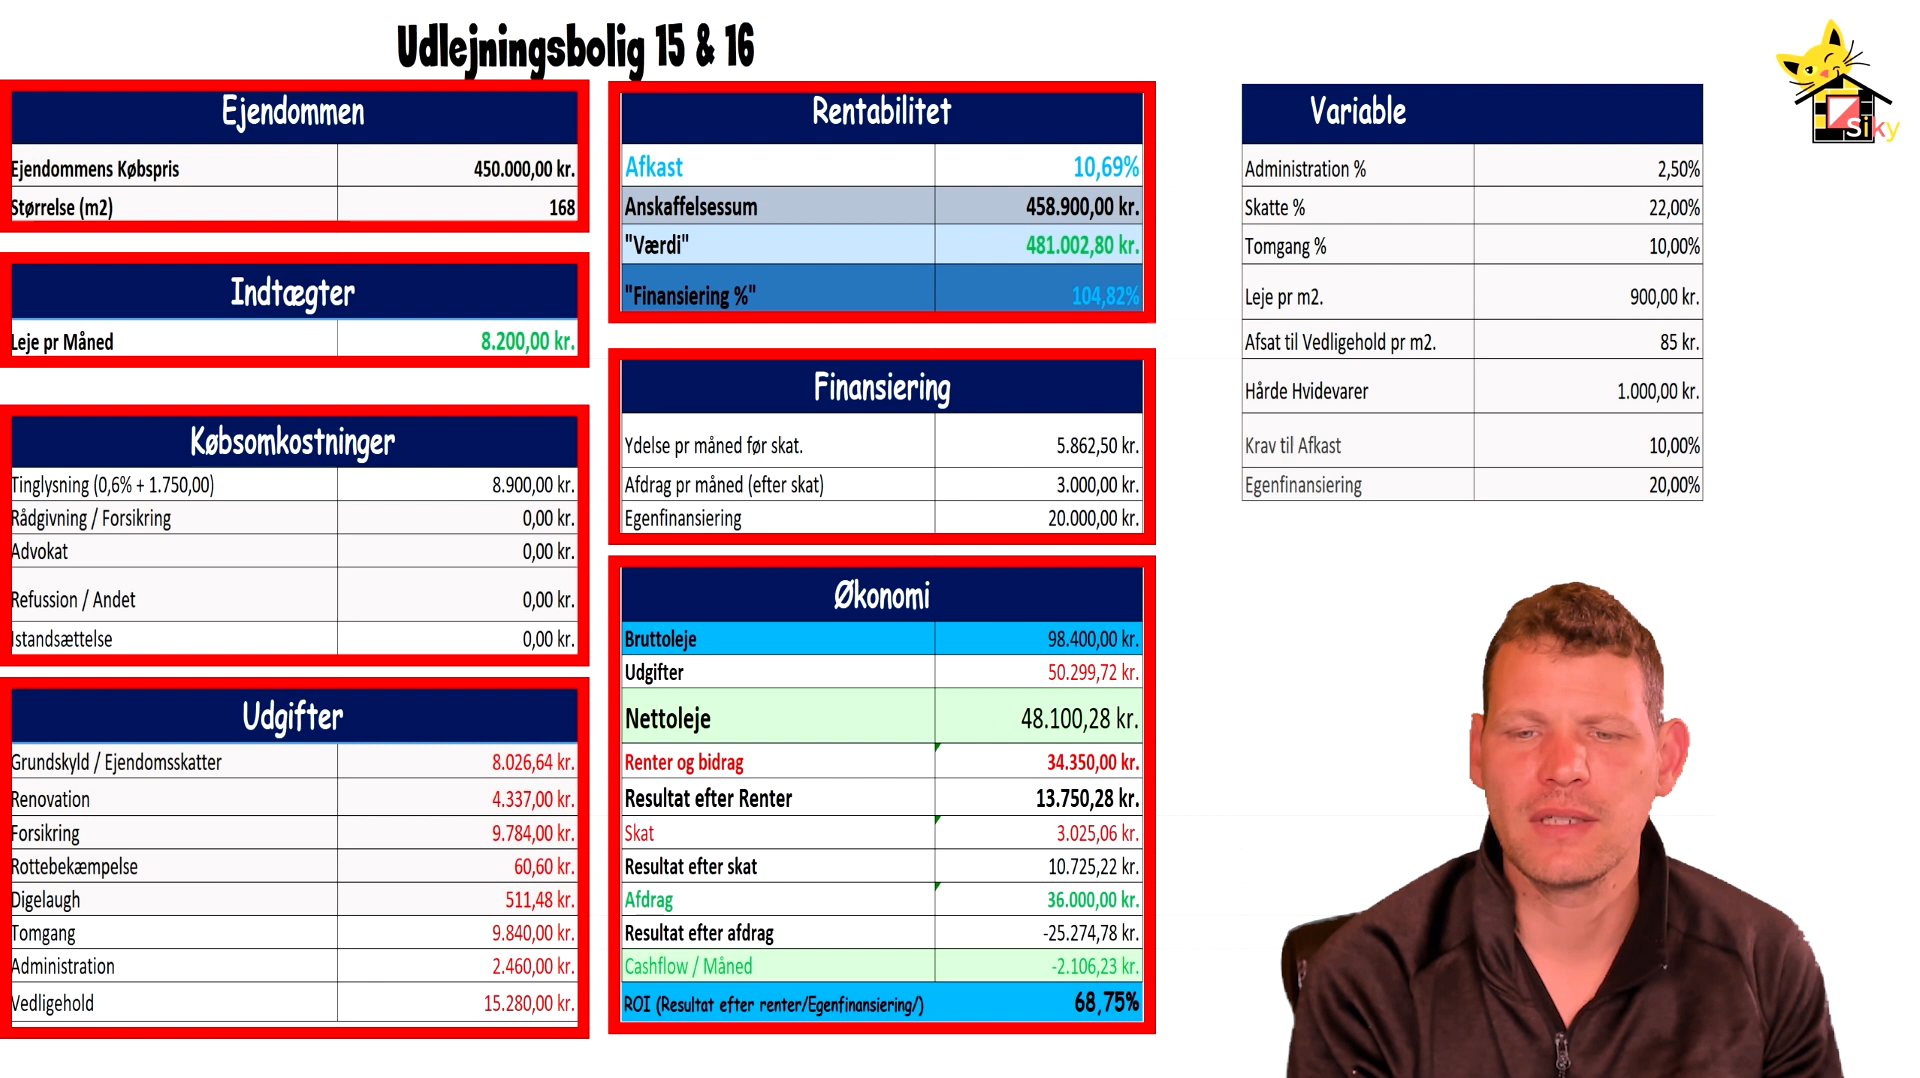 Udlejningsbolig 15 & 16
Ejendommen
Ejendommens Købspris 450.000,00 kr.
Størrelse (m2) 168
Indtægter
Leje pr Måned 8.200,00 kr.
Købsomkostninger
Tinglysning (0,6% + 1.750,00) 8.900,00 kr.
Rådgivning / Forsikring 0,00 kr.
Advokat 0,00 kr.
Refussion / Andet 0,00 kr.
Istandsættelse 0,00 kr.
Udgifter
Grundskyld / Ejendomsskatter 8.026,64 kr.
Renovation 4.337,00 kr.
Forsikring 9.784,00 kr.
Rottebekæmpelse 60,60 kr.
Digelaugh 511,48 kr.
Tomgang 9.840,00 kr.
Administration 2.460,00 kr.
Vedligehold 15.280,00 kr.
Rentabilitet
Afkast 10,69%
Anskaffelsessum 458.900,00 kr.
"Værdi" 481.002,80 kr.
"Finansiering %" 104,82%
Finansiering
Ydelse pr måned før skat. 5.862,50 kr.
Afdrag pr måned (efter skat) 3.000,00 kr.
Egenfinansiering 20.000,00 kr.
Økonomi
Bruttoleje 98.400,00 kr.
Udgifter 50.299,72 kr.
Nettoleje 48.100,28 kr.
Renter og bidrag 34.350,00 kr.
Resultat efter Renter 13.750,28 kr.
Skat 3.025,06 kr.
Resultat efter skat 10.725,22 kr.
Afdrag 36.000,00 kr.
Resultat efter afdrag -25.274,78 kr.
Cashflow / Måned -2.106,23 kr.
ROI (Resultat efter renter/Egenfinansiering/) 68,75%
Variable
Administration % 2,50%
Skatte % 22,00%
Tomgang % 10,00%
Leje pr m2. 900,00 kr.
Afsat til Vedligehold pr m2. 85 kr.
Hårde Hvidevarer 1.000,00 kr.
Krav til Afkast 10,00%
Egenfinansiering 20,00%
Siky